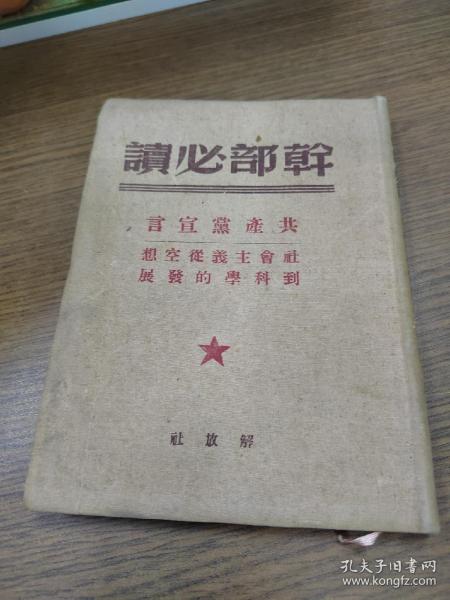 幹部必讀
共產黨宣言
社會主義從空想
到科學的發展
解放社
孔夫子旧书网
www.kongfz.com